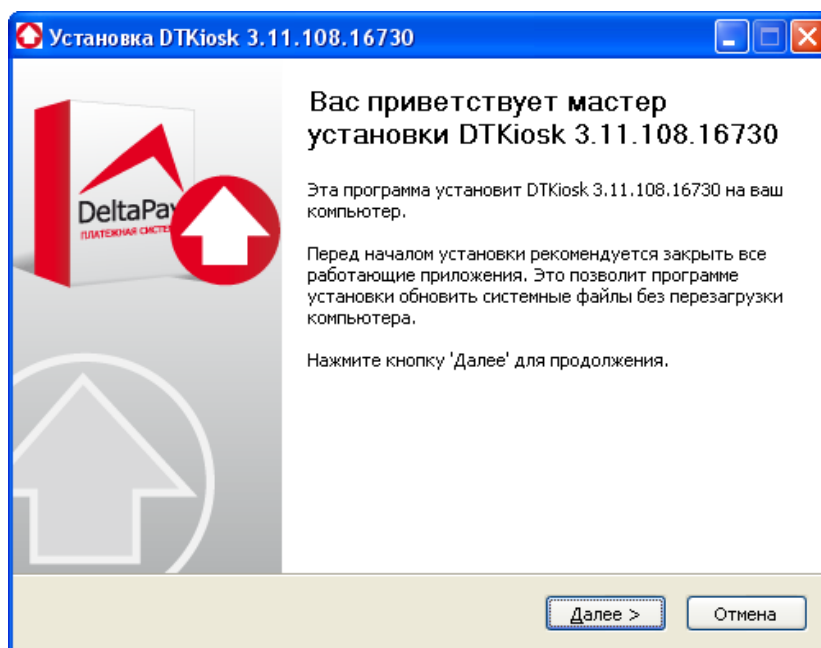 Установка DTKiosk 3.11.108.16730
Вас приветствует мастер
установки DTKiosk 3.11.108.16730
Эта программа установит DTKiosk 3.11.108.16730 на ваш
компьютер.
Перед началом установки рекомендуется закрыть все
работающие приложения. Это позволит программе
установки обновить системные файлы без перезагрузки
компьютера.
Нажмите кнопку 'Далее' для продолжения.
DeltaPay
ПЛАТЕЖНАЯ
Далее >
Отмена